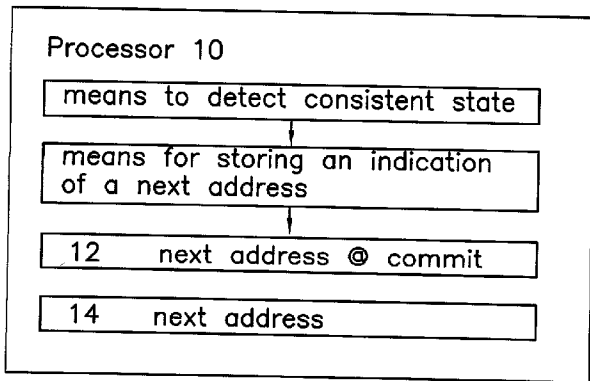 Processor 10
means to detect consistent state
means for storing an indication
of a next address
12 next address @ commit
14 next address